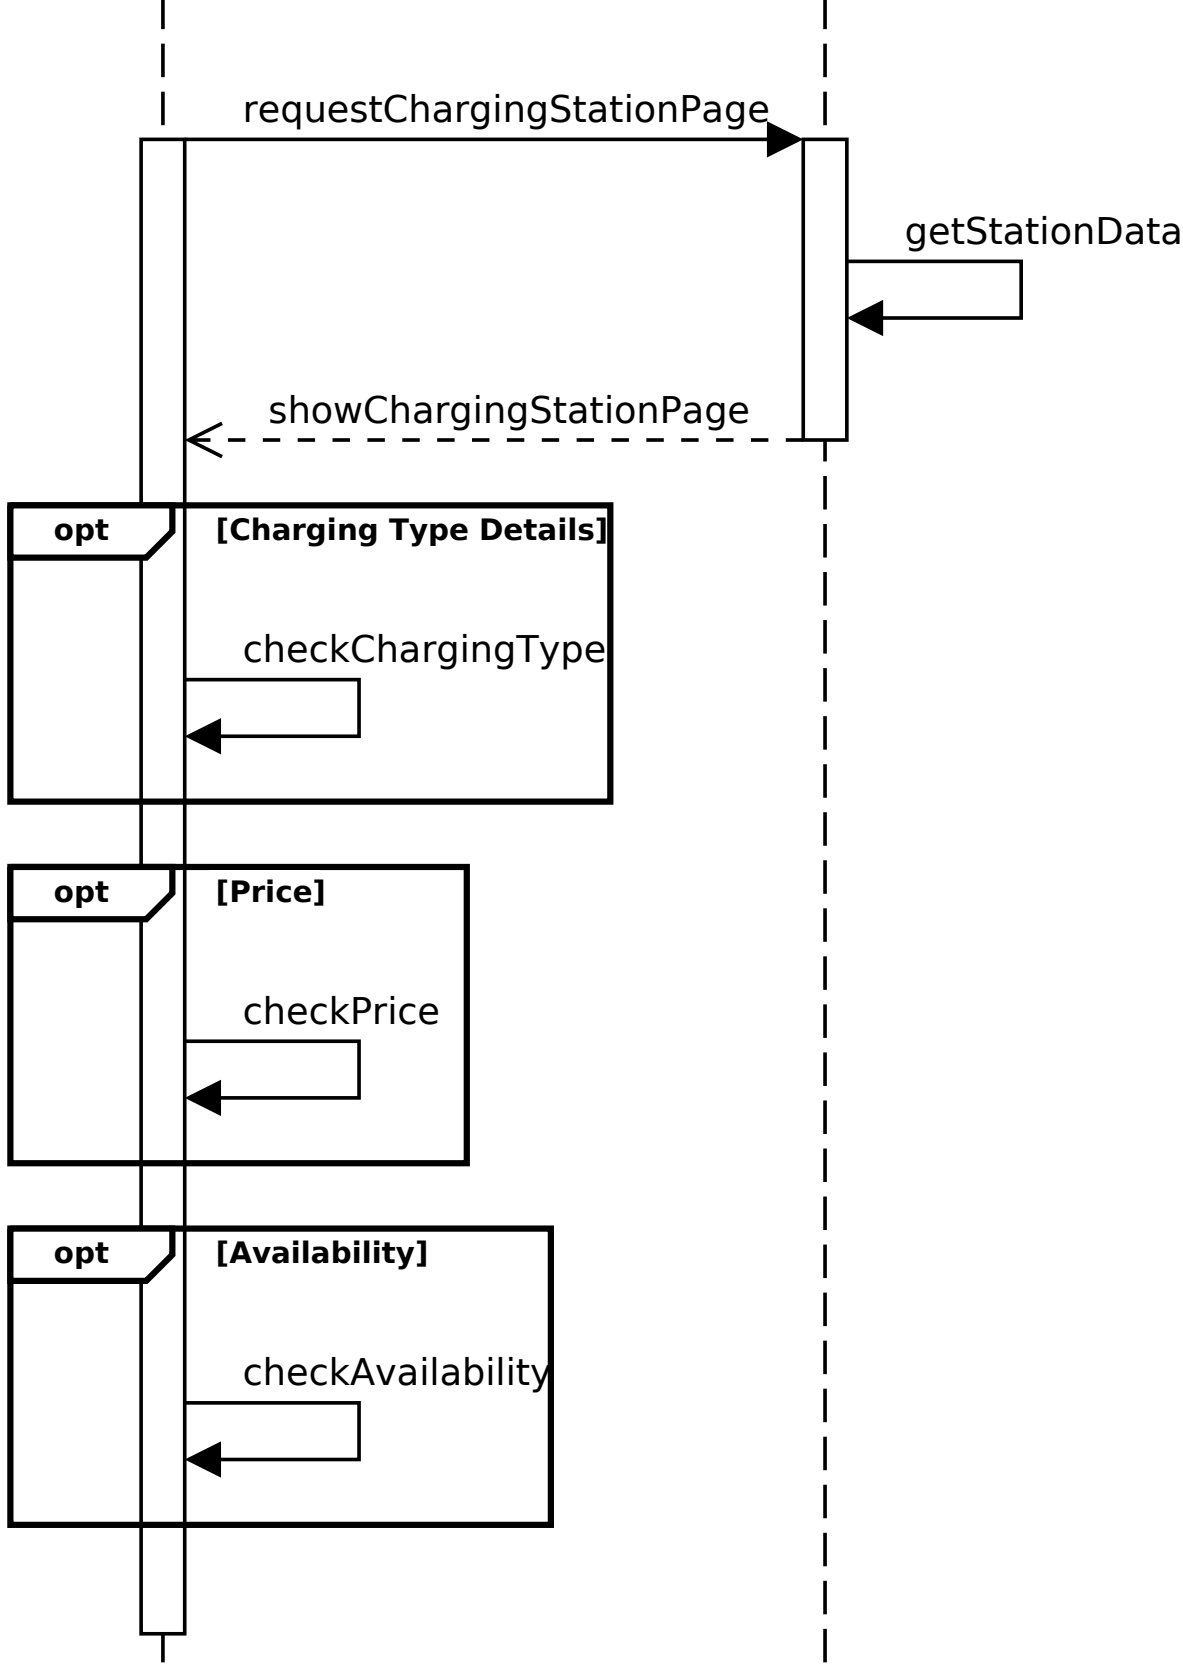 requestChargingStationPage
getStationData
showChargingStationPage
opt [Charging Type Details]
checkChargingType
opt [Price]
checkPrice
opt [Availability]
checkAvailability